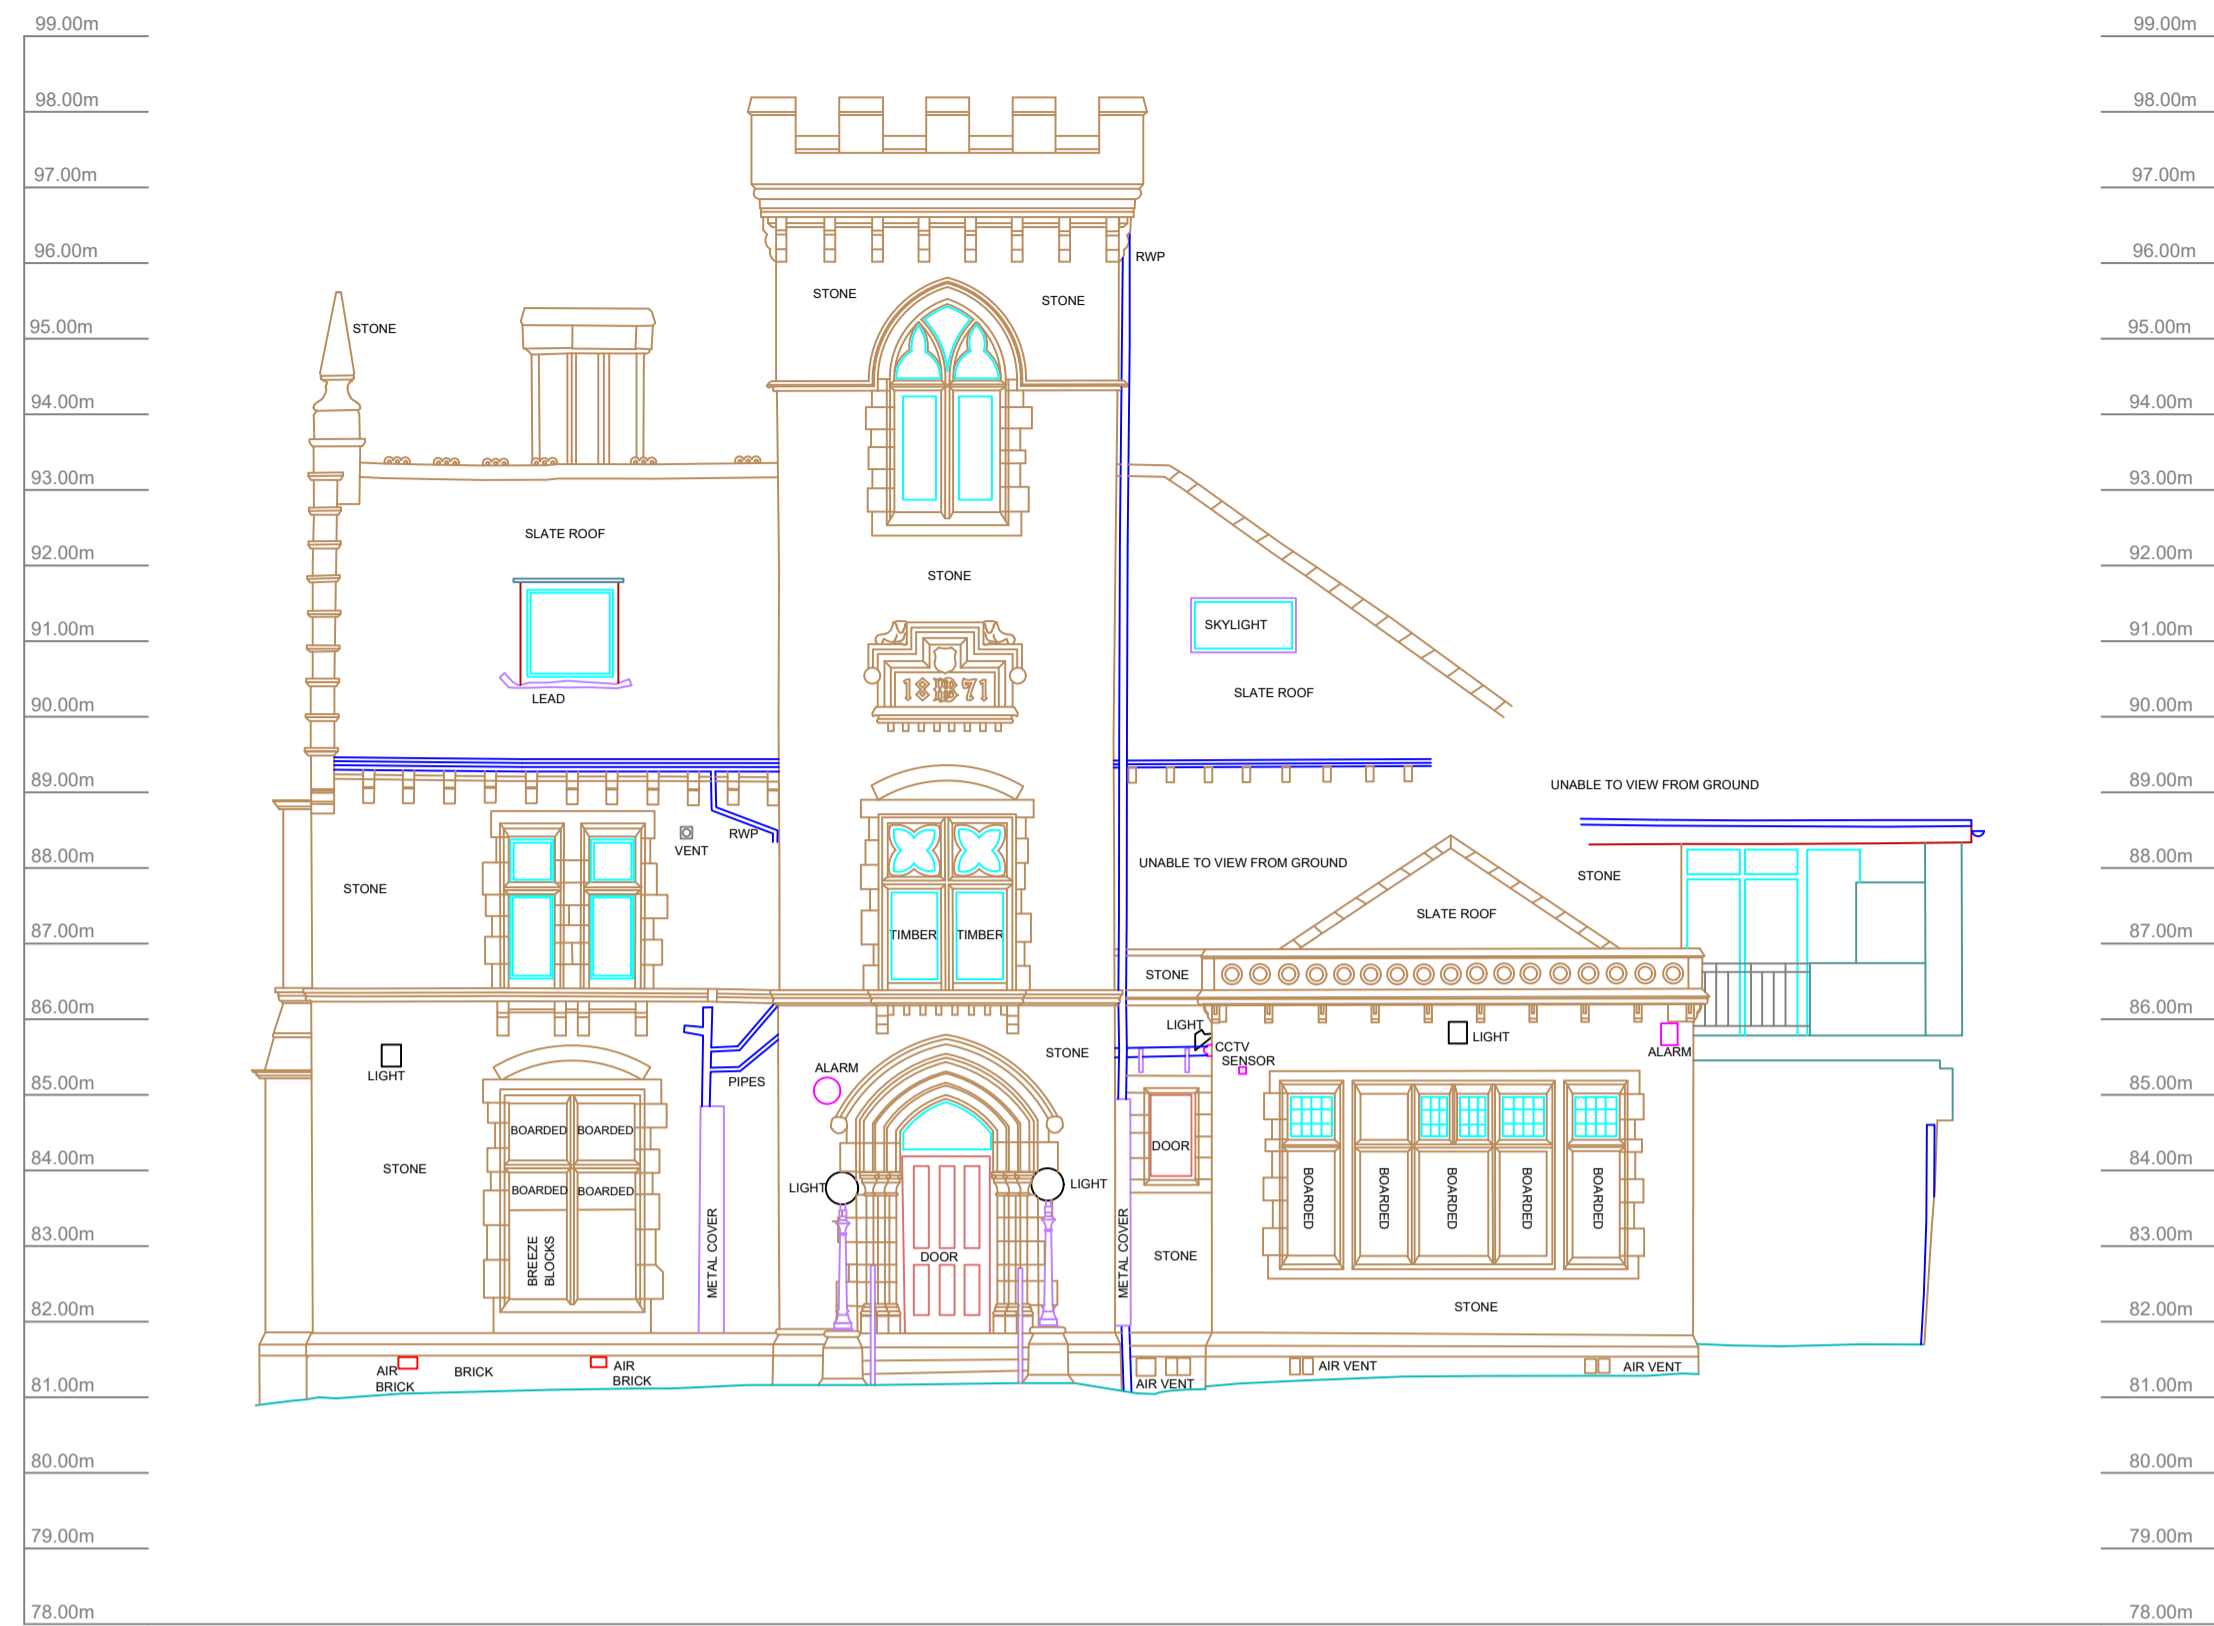 99.00m
99.00m
98.00m
98.00m
97.00m
97.00m
96.00m
96.00m
RWP
STONE
STONE
95.00m
STONE
95.00m
94.00m
94.00m
93.00m
93.00m
SLATE ROOF
92.00m
92.00m
STONE
91.00m
SKYLIGHT
91.00m
LEAD
SLATE ROOF
90.00m
90.00m
89.00m
UNABLE TO VIEW FROM GROUND
89.00m
RWP
VENT
88.00m
UNABLE TO VIEW FROM GROUND
STONE
88.00m
STONE
SLATE ROOF
87.00m
TIMBER
TIMBER
87.00m
STONE
86.00m
86.00m
LIGHT
LIGHT
CCTV
SENSOR
ALARM
STONE
LIGHT
ALARM
PIPES
85.00m
85.00m
BOARDED
BOARDED
DOOR
84.00m
STONE
84.00m
LIGHT
LIGHT
BOARDED
BOARDED
BOARDED
BOARDED
BOARDED
BOARDED
BOARDED
83.00m
BREEZE
BLOCKS
METAL COVER
DOOR
METAL COVER
STONE
83.00m
82.00m
STONE
82.00m
AIR
BRICK
BRICK
AIR
BRICK
AIR VENT
AIR VENT
AIR VENT
81.00m
81.00m
80.00m
80.00m
79.00m
79.00m
78.00m
78.00m